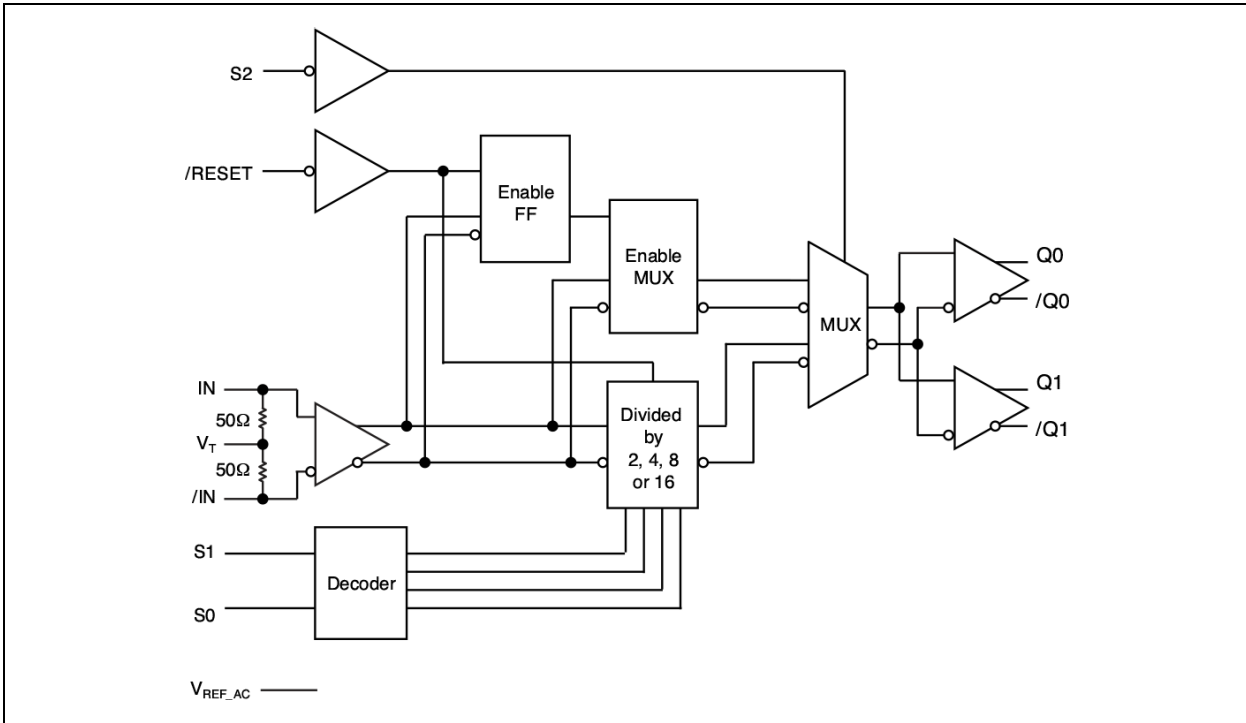 S2
/RESET
Enable
FF
Enable
MUX
MUX
Q0
/Q0
Q1
/Q1
IN
50Ω
V_T
50Ω
/IN
Divided
by
2, 4, 8
or 16
S1
Decoder
S0
V_REF_AC